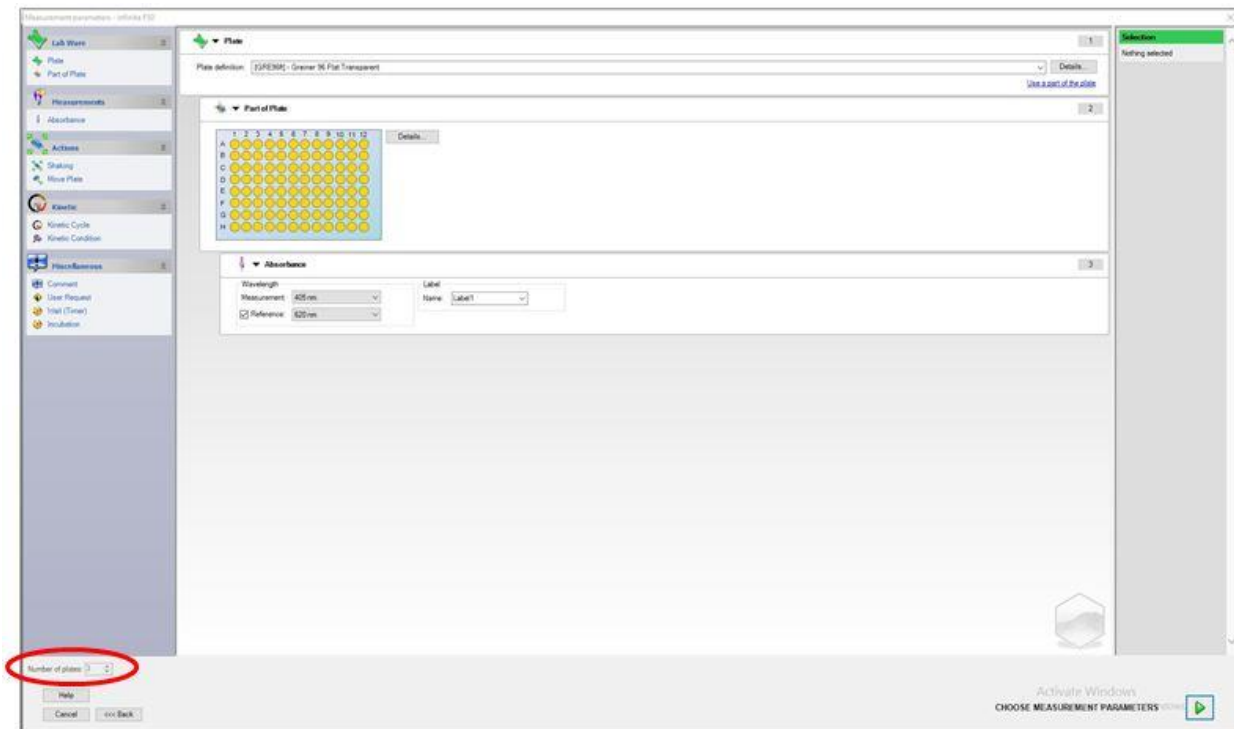 Measurement parameters - Infinite F50
Lab Ware
Plate
Part of Plate
Measurements
Absorbance
Actions
Shaking
Move Plate
Kinetic
Kinetic Cycle
Kinetic Condition
Miscellaneous
Comment
User Request
Wait (Timer)
Incubation
Plate
1
Plate definition: - Greiner 96 Flat Transparent
Details...
Use a part of the plate
Part of Plate
2
1 2 3 4 5 6 7 8 9 10 11 12
A
B
C
D
E
F
G
H
Details...
Absorbance
3
Wavelength
Measurement: 405 nm
Reference: 620 nm
Label
Name: Label1
Selection
Nothing selected
Number of plates:
Help
Cancel
<<< Back
Activate Windows
CHOOSE MEASUREMENT PARAMETERS